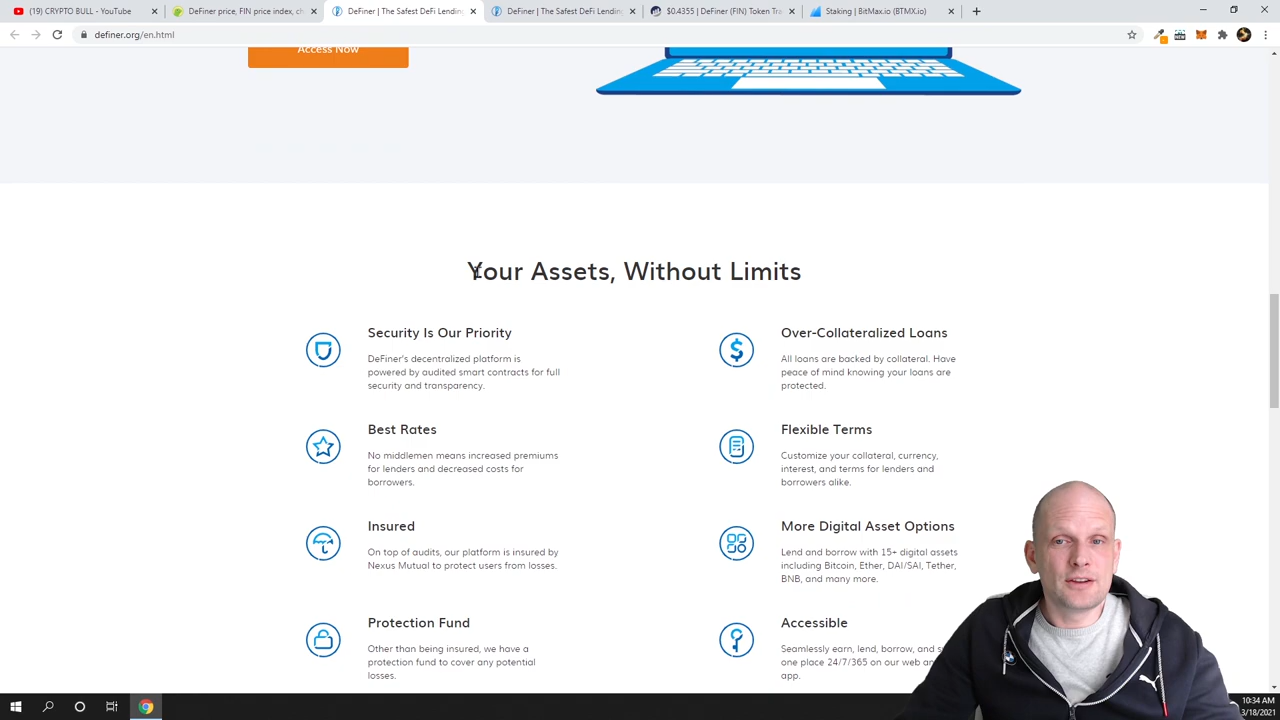 (19) CRYPTO BULL - YouTube
DeFiner price, FIN price index, ch
DeFiner | The Safest DeFi Lending
DeFiner | The Safest DeFi Lending
$0.4355 | DeFiner (FIN) Token Tra
Staking | BitMax.io (BTMX.io)
definer.org/en.html
Access Now
Your Assets, Without Limits
Security Is Our Priority
DeFiner's decentralized platform is
powered by audited smart contracts for full
security and transparency.
Over-Collateralized Loans
All loans are backed by collateral. Have
peace of mind knowing your loans are
protected.
Best Rates
No middlemen means increased premiums
for lenders and decreased costs for
borrowers.
Flexible Terms
Customize your collateral, currency,
interest, and terms for lenders and
borrowers alike.
Insured
On top of audits, our platform is insured by
Nexus Mutual to protect users from losses.
More Digital Asset Options
Lend and borrow with 15+ digital assets
including Bitcoin, Ether, DAI/SAI, Tether,
BNB, and many more.
Protection Fund
Other than being insured, we have a
protection fund to cover any potential
losses.
Accessible
Seamlessly earn, lend, borrow, and
one place 24/7/365 on our web
app.
10:34 AM
3/18/2021